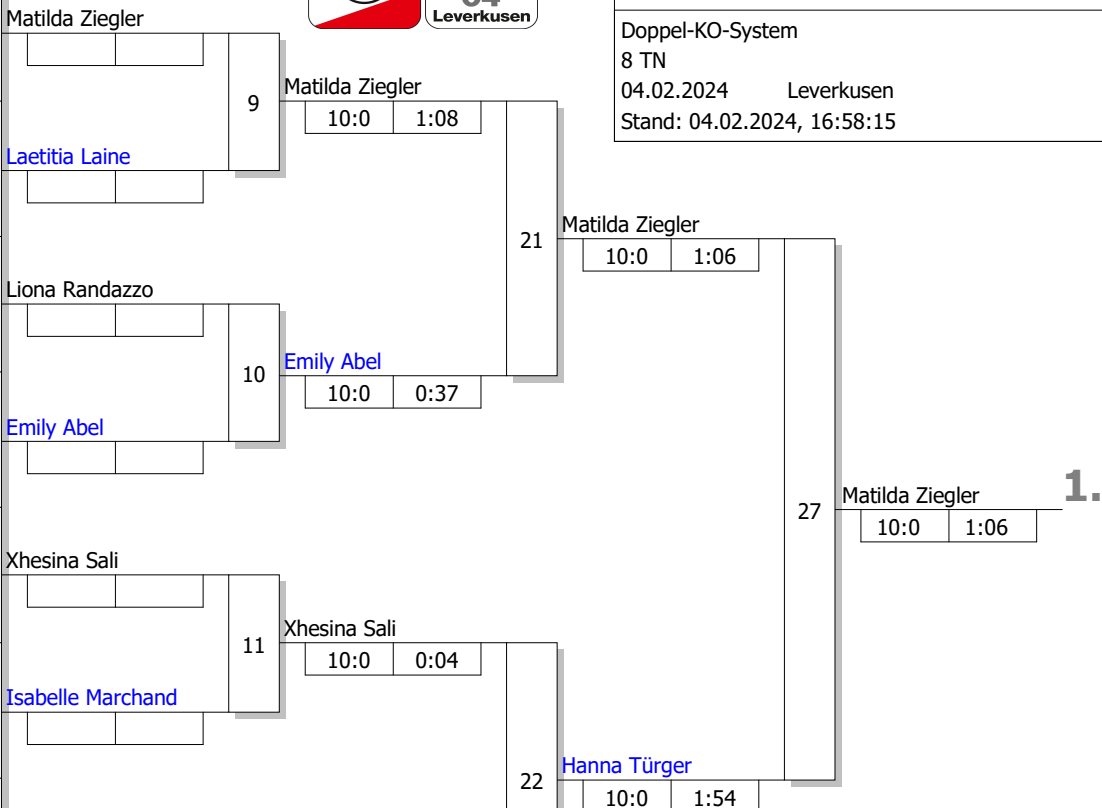 Matilda Ziegler
Leverkusen
Doppel-KO-System
8 TN
04.02.2024 Leverkusen
Stand: 04.02.2024, 16:58:15
9
Matilda Ziegler
10:0 1:08
Laetitia Laine
21
Matilda Ziegler
10:0 1:06
Liona Randazzo
10
Emily Abel
10:0 0:37
Emily Abel
27
Matilda Ziegler
1.
10:0 1:06
Xhesina Sali
11
Xhesina Sali
10:0 0:04
Isabelle Marchand
22
Hanna Türger
10:0 1:54